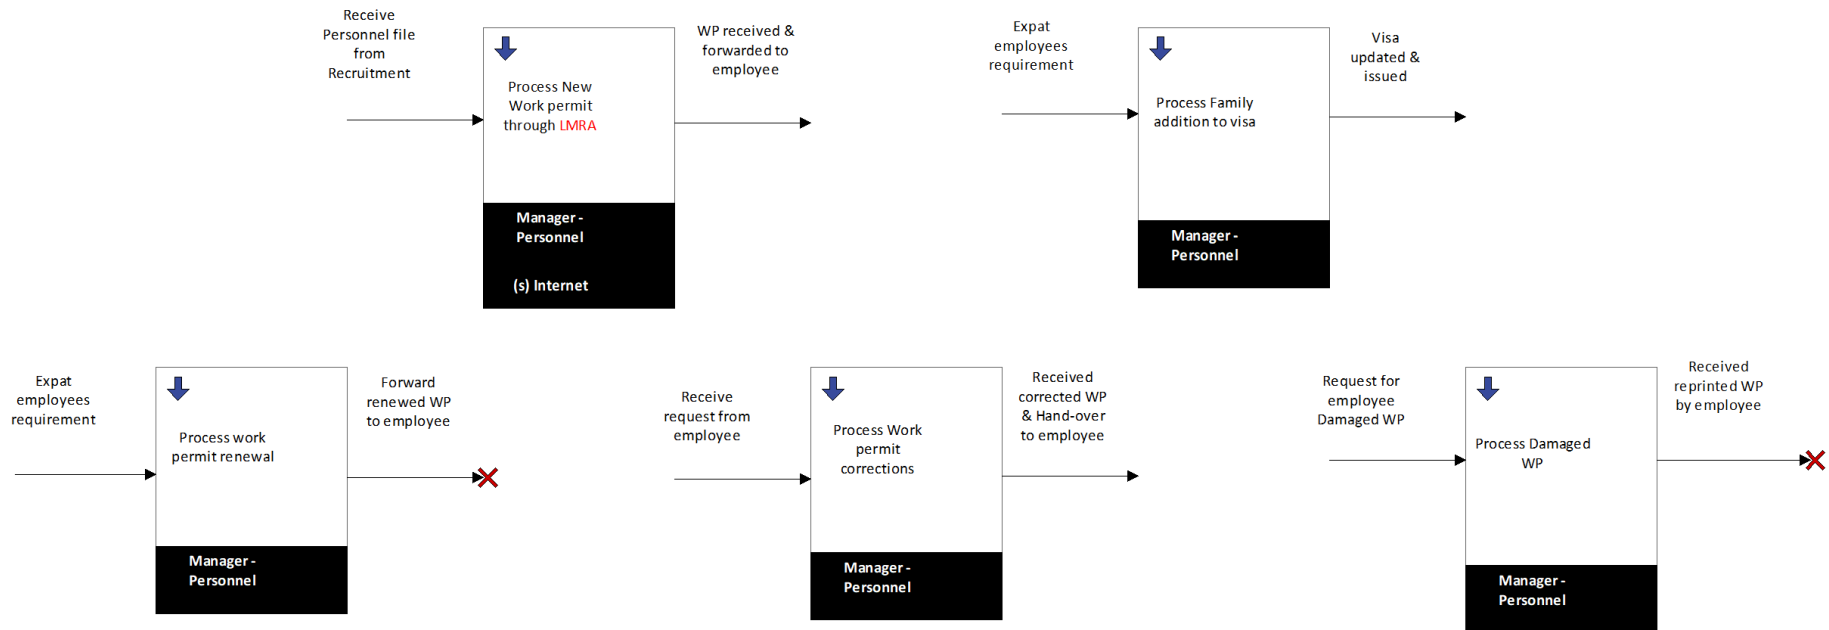 Receive
Personnel file
from
Recruitment
Process New
Work permit
through LMRA
Manager -
Personnel
(s) Internet
WP received &
forwarded to
employee
Expat
employees
requirement
Process Family
addition to visa
Manager -
Personnel
Visa
updated &
issued
Expat
employees
requirement
Process work
permit renewal
Manager -
Personnel
Forward
renewed WP
to employee
Receive
request from
employee
Process Work
permit
corrections
Manager -
Personnel
Received
corrected WP
& Hand-over
to employee
Request for
employee
Damaged WP
Process Damaged
WP
Manager -
Personnel
Received
reprinted WP
by employee